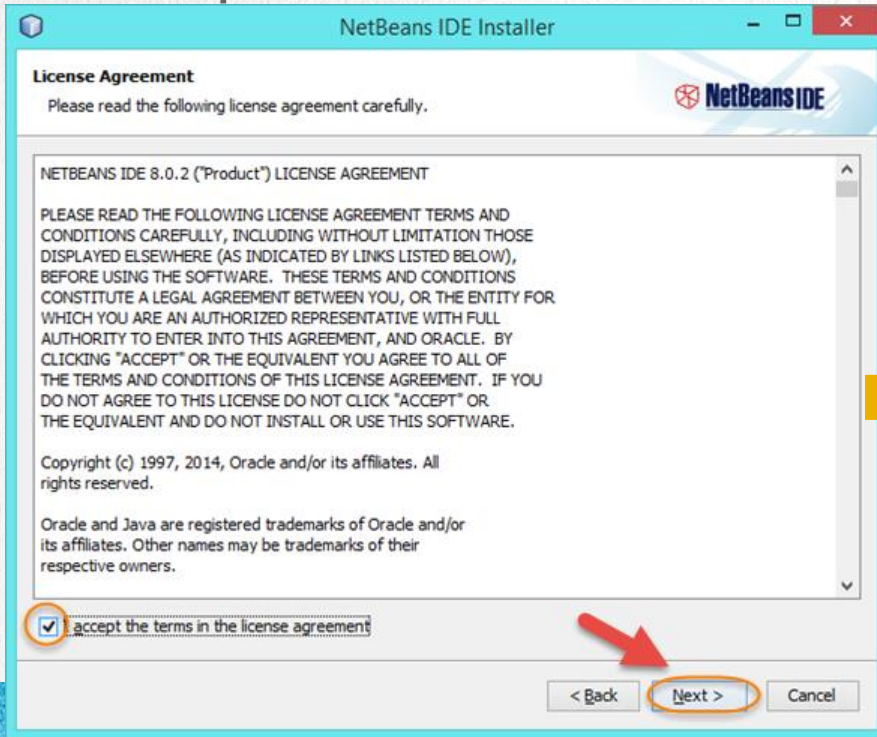 NetBeans IDE Installer
License Agreement
Please read the following license agreement carefully.
NetBeans IDE
NETBEANS IDE 8.0.2 ("Product") LICENSE AGREEMENT
PLEASE READ THE FOLLOWING LICENSE AGREEMENT TERMS AND
CONDITIONS CAREFULLY, INCLUDING WITHOUT LIMITATION THOSE
DISPLAYED ELSEWHERE (AS INDICATED BY LINKS LISTED BELOW),
BEFORE USING THE SOFTWARE. THESE TERMS AND CONDITIONS
CONSTITUTE A LEGAL AGREEMENT BETWEEN YOU, OR THE ENTITY FOR
WHICH YOU ARE AN AUTHORIZED REPRESENTATIVE WITH FULL
AUTHORITY TO ENTER INTO THIS AGREEMENT, AND ORACLE. BY
CLICKING "ACCEPT" OR THE EQUIVALENT YOU AGREE TO ALL OF
THE TERMS AND CONDITIONS OF THIS LICENSE AGREEMENT. IF YOU
DO NOT AGREE TO THIS LICENSE DO NOT CLICK "ACCEPT" OR
THE EQUIVALENT AND DO NOT INSTALL OR USE THIS SOFTWARE.
Copyright (c) 1997, 2014, Oracle and/or its affiliates. All
rights reserved.
Oracle and Java are registered trademarks of Oracle and/or
its affiliates. Other names may be trademarks of their
respective owners.
I accept the terms in the license agreement
< Back
Next >
Cancel